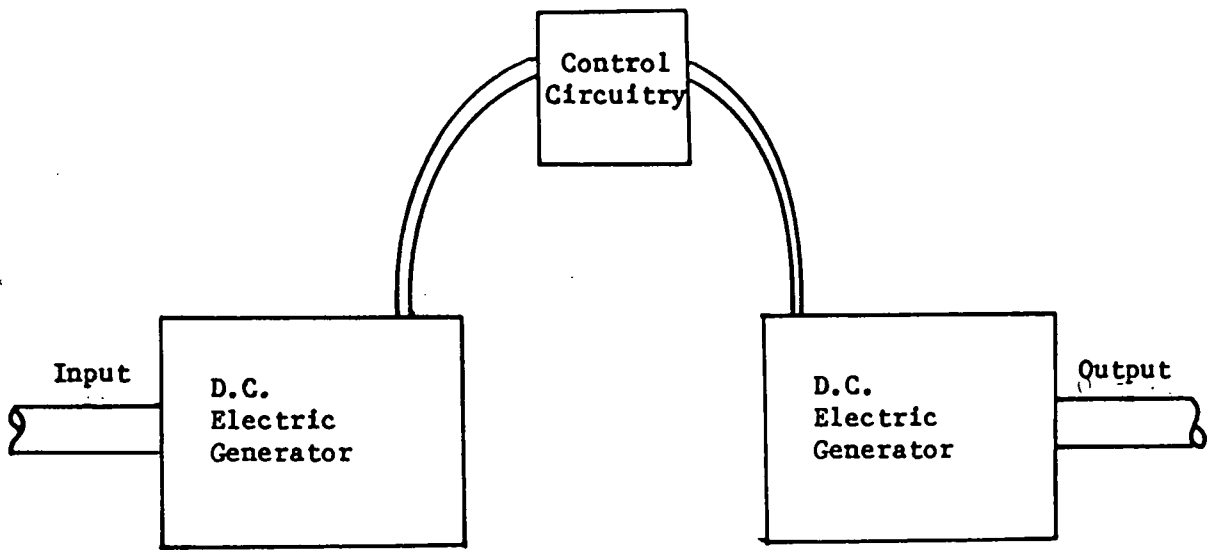 Control
Circuitry
Input
D.C.
Electric
Generator
D.C.
Electric
Generator
Output